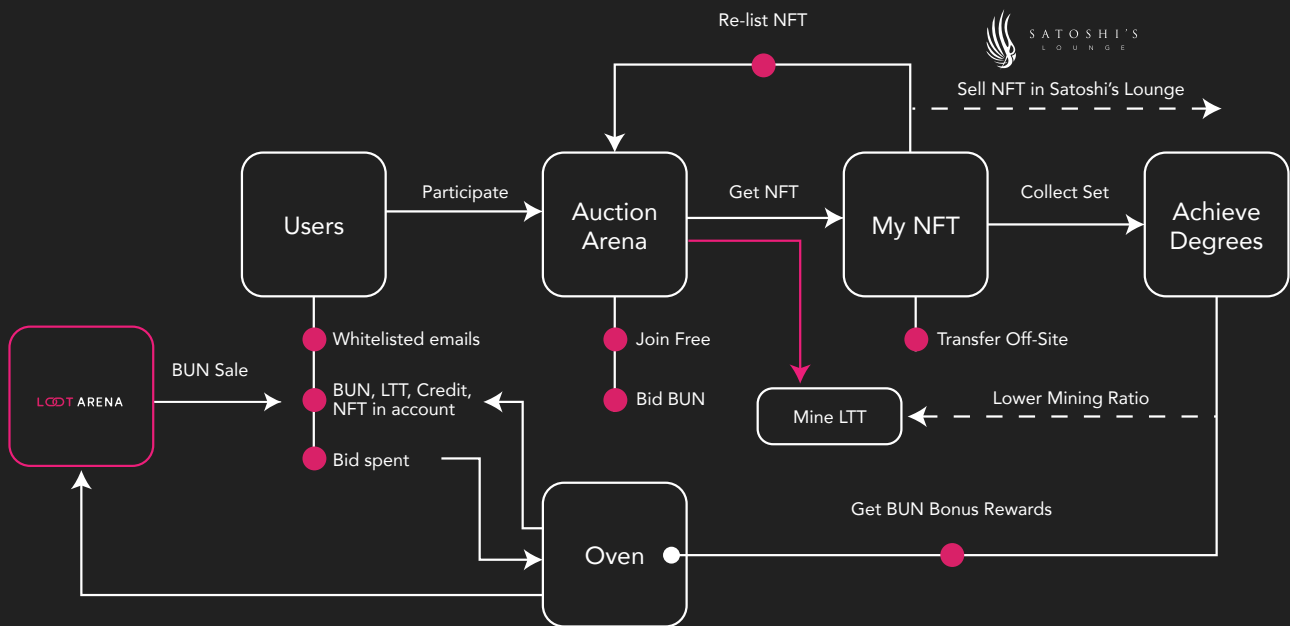 Re-list NFT
SATOSHI'S
LOUNGE
Sell NFT in Satoshi's Lounge
Users
Participate
Auction
Arena
Get NFT
My NFT
Collect Set
Achieve
Degrees
Whitelisted emails
Join Free
Transfer Off-Site
LOOT ARENA
BUN Sale
BUN, LTT, Credit,
NFT in account
Bid BUN
Mine LTT
Lower Mining Ratio
Bid spent
Oven
Get BUN Bonus Rewards